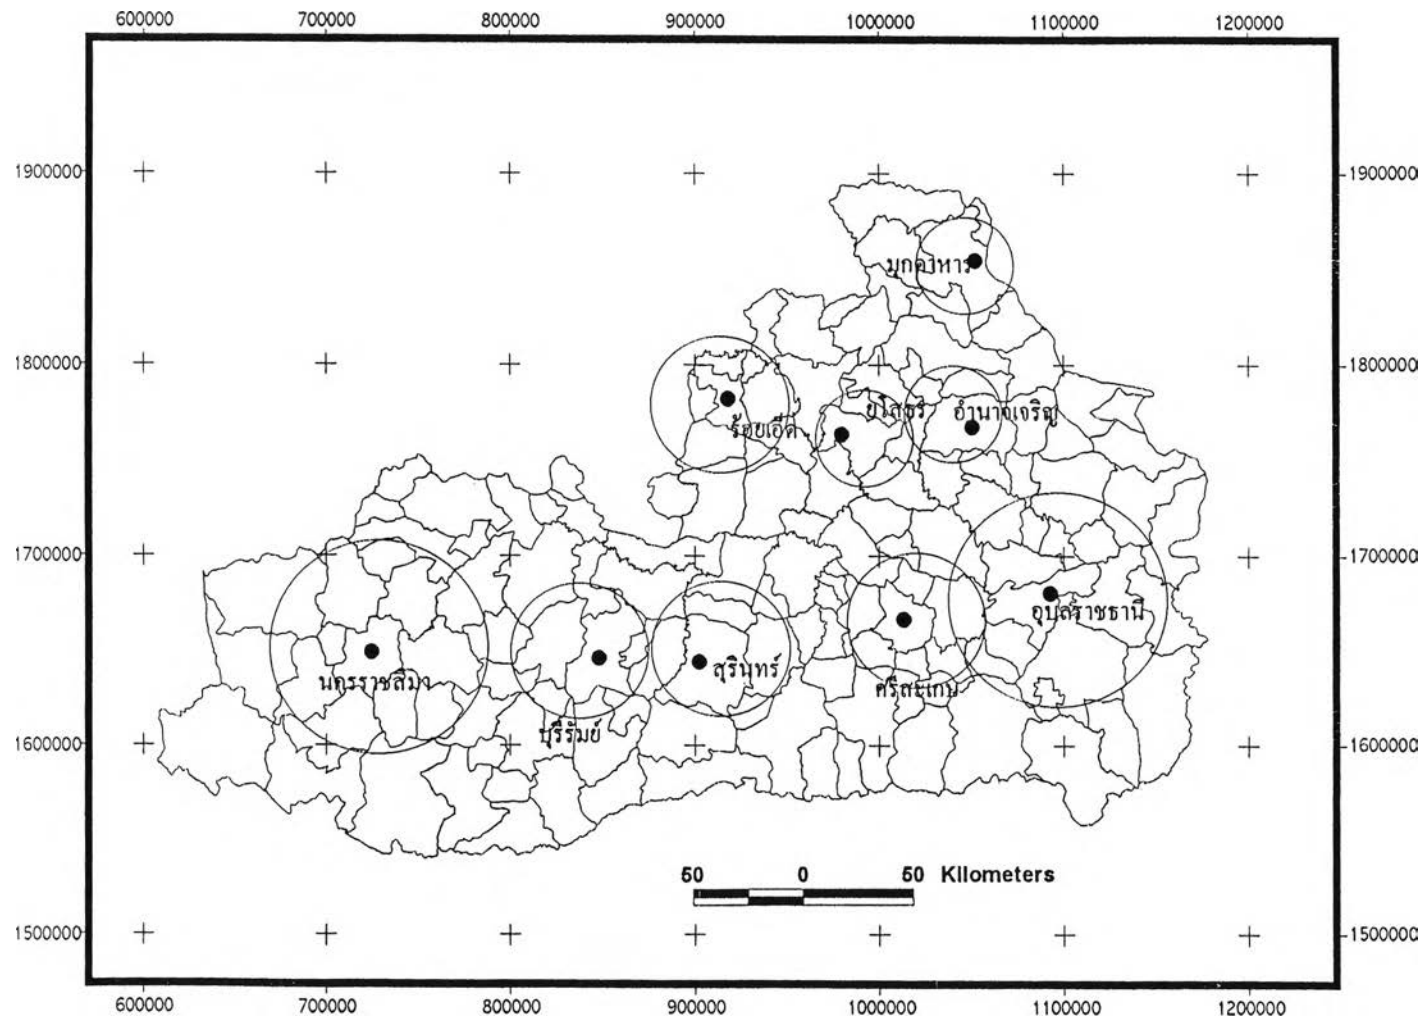 600000 700000 800000 900000 1000000 1100000 1200000
1900000 1900000
มุกดาหาร
1800000 1800000
ยโสธร อำนาจเจริญ
ร้อยเอ็ด
1700000 1700000
อุบลราชธานี
สุรินทร์
นครราชสีมา
ศรีสะเกษ
บุรีรัมย์
1600000 1600000
50 0 50 Kilometers
1500000 1500000
600000 700000 800000 900000 1000000 1100000 1200000